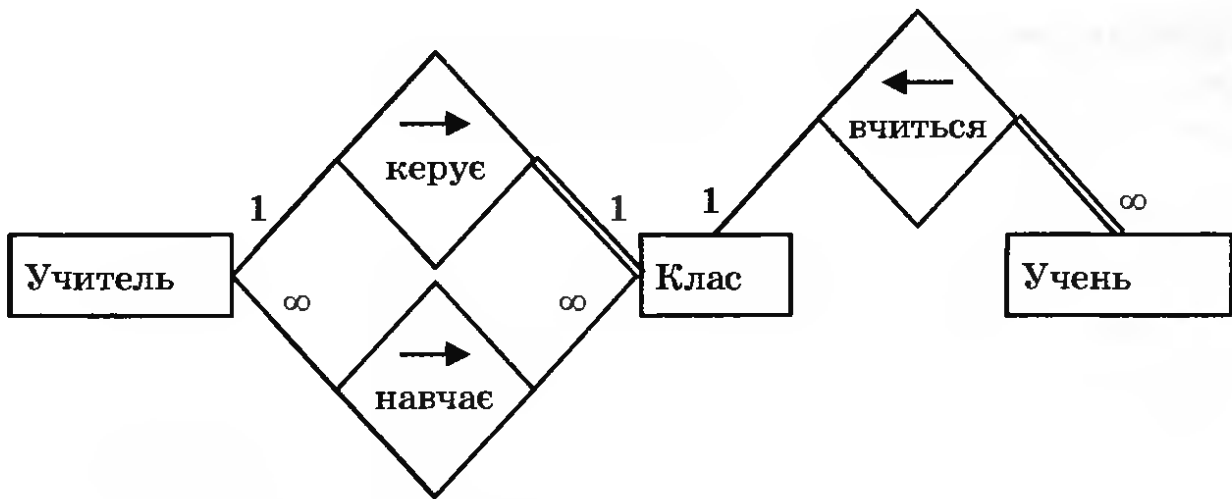 вчиться
керує
1
1
1
∞
Учитель
∞
∞
Клас
Учень
навчає